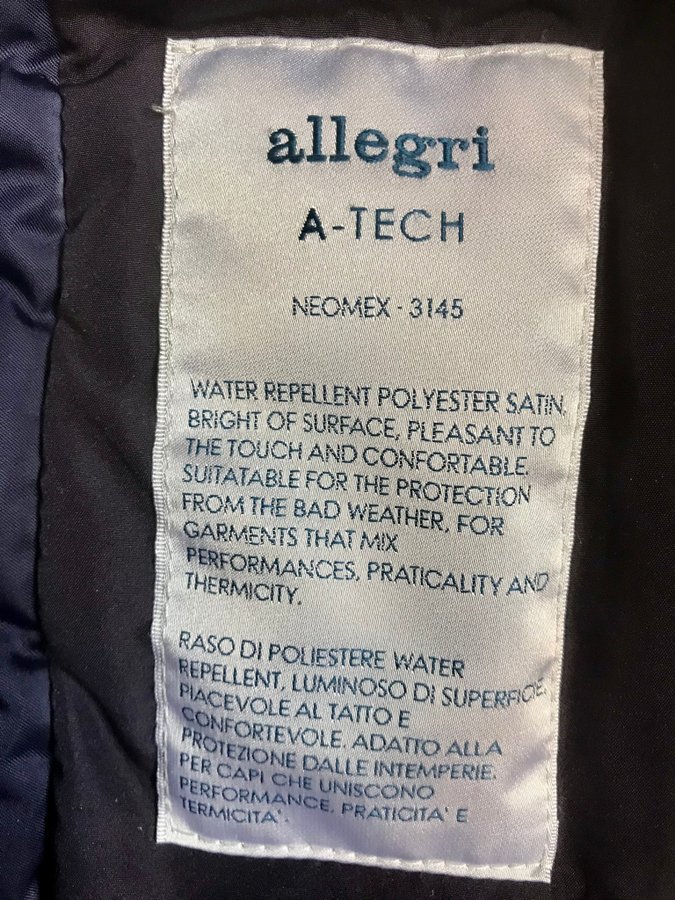 allegri
A-TECH
NEOMEX - 3145
WATER REPELLENT POLYESTER SATIN.
BRIGHT OF SURFACE, PLEASANT TO
THE TOUCH AND CONFORTABLE.
SUITATABLE FOR THE PROTECTION
FROM THE BAD WEATHER, FOR
GARMENTS THAT MIX
PERFORMANCES, PRATICALITY AND
THERMICITY.
RASO DI POLIESTERE WATER
REPELLENT, LUMINOSO DI SUPERFICIE,
PIACEVOLE AL TATTO E
CONFORTEVOLE. ADATTO ALLA
PROTEZIONE DALLE INTEMPERIE.
PER CAPI CHE UNISCONO
PERFORMANCE, PRATICITA' E
TERMICITA'.